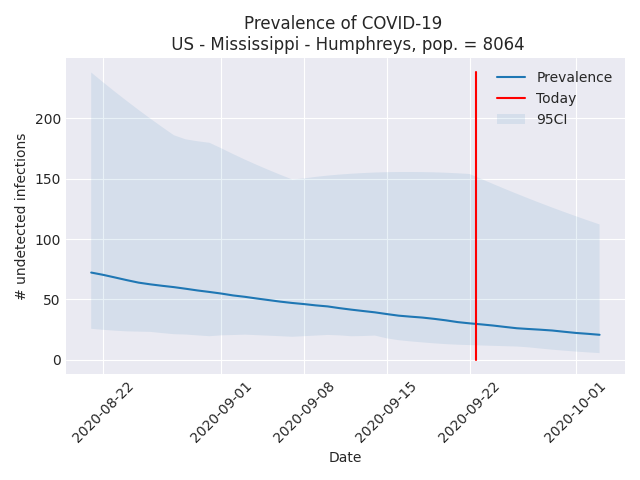 Prevalence of COVID-19
US - Mississippi - Humphreys, pop. = 8064
Prevalence
Today
95CI
# undetected infections
200
150
100
50
0
2020-08-22
2020-09-01
2020-09-08
2020-09-15
2020-09-22
2020-10-01
Date